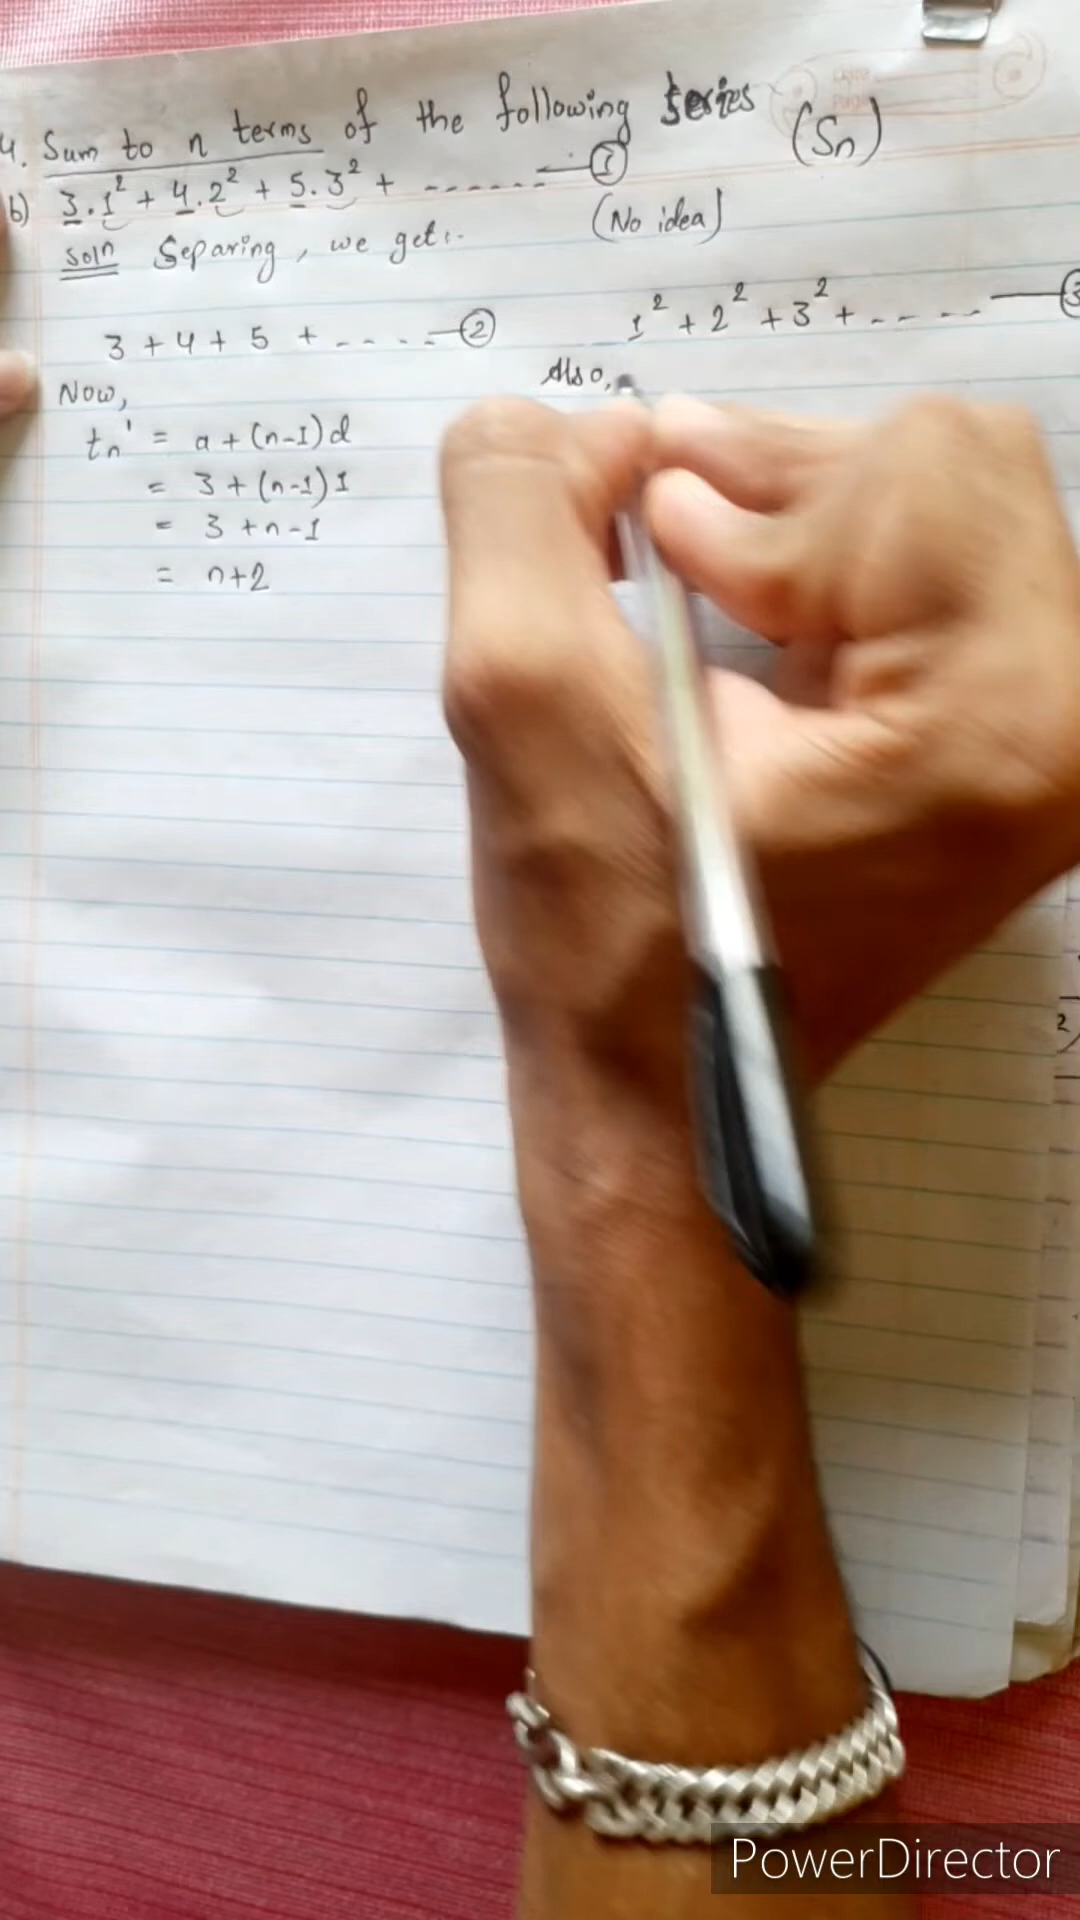 4. Sum to n terms of the following series (Sn)
b) 3.1² + 4.2² + 5.3² + ------- ①
(No idea)
Soln Separing, we get:-
3 + 4 + 5 + ----- ②
1² + 2² + 3² + ----- ③
Now,
Also,
tn' = a + (n-1)d
= 3 + (n-1)1
= 3 + n - 1
= n+2
2
PowerDirector